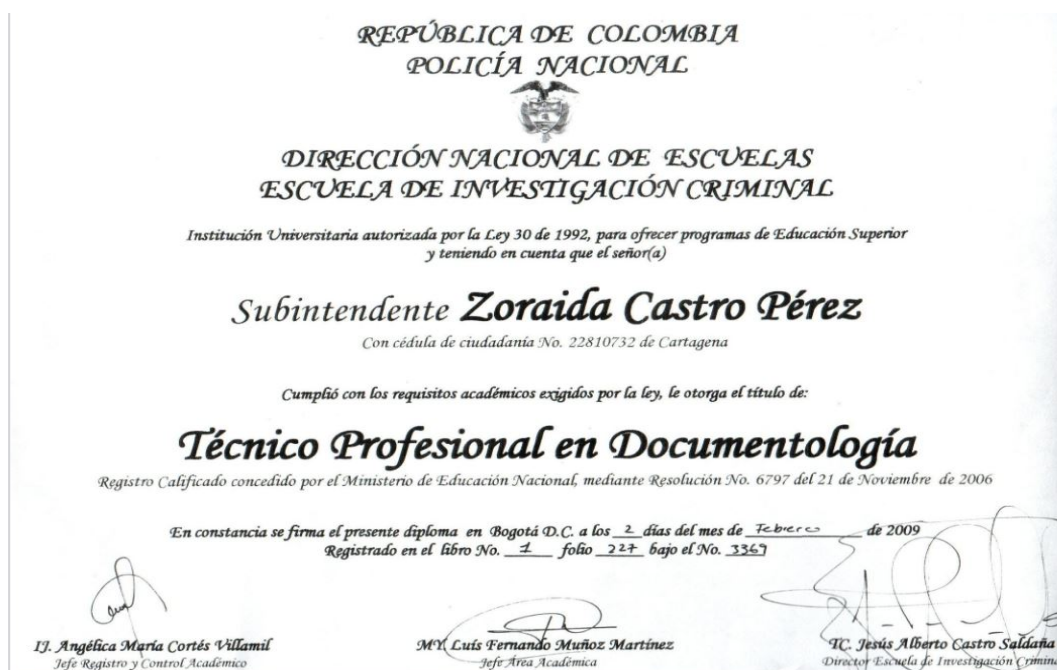 REPÚBLICA DE COLOMBIA
POLICÍA NACIONAL
DIRECCIÓN NACIONAL DE ESCUELAS
ESCUELA DE INVESTIGACIÓN CRIMINAL
Institución Universitaria autorizada por la Ley 30 de 1992, para ofrecer programas de Educación Superior
y teniendo en cuenta que el señor(a)
Subintendente Zoraida Castro Pérez
Con cédula de ciudadanía No. 22810732 de Cartagena
Cumplió con los requisitos académicos exigidos por la ley, le otorga el título de:
Técnico Profesional en Documentología
Registro Calificado concedido por el Ministerio de Educación Nacional, mediante Resolución No. 6797 del 21 de Noviembre de 2006
En constancia se firma el presente diploma en Bogotá D.C. a los 2 días del mes de Febrero de 2009
Registrado en el libro No. 1 folio 227 bajo el No. 3369
IJ. Angélica María Cortés Villamil
Jefe Registro y Control Académico
MY. Luís Fernando Muñoz Martínez
Jefe Área Académica
TC. Jesús Alberto Castro Saldaña
Director Escuela de Investigación Crimin